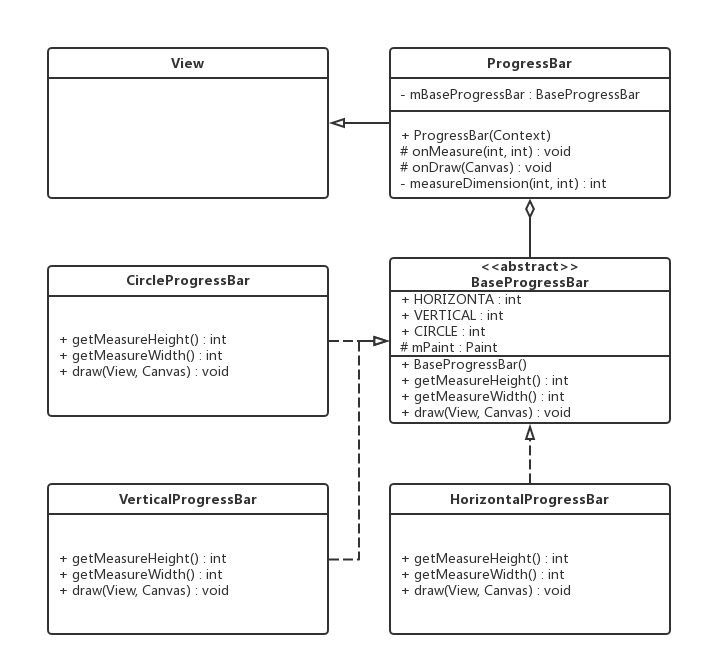 View
ProgressBar
- mBaseProgressBar : BaseProgressBar
+ ProgressBar(Context)
# onMeasure(int, int) : void
# onDraw(Canvas) : void
- measureDimension(int, int) : int
CircleProgressBar
+ getMeasureHeight() : int
+ getMeasureWidth() : int
+ draw(View, Canvas) : void
<<abstract>>
BaseProgressBar
+ HORIZONTA : int
+ VERTICAL : int
+ CIRCLE : int
# mPaint : Paint
+ BaseProgressBar()
+ getMeasureHeight() : int
+ getMeasureWidth() : int
+ draw(View, Canvas) : void
VerticalProgressBar
+ getMeasureHeight() : int
+ getMeasureWidth() : int
+ draw(View, Canvas) : void
HorizontalProgressBar
+ getMeasureHeight() : int
+ getMeasureWidth() : int
+ draw(View, Canvas) : void